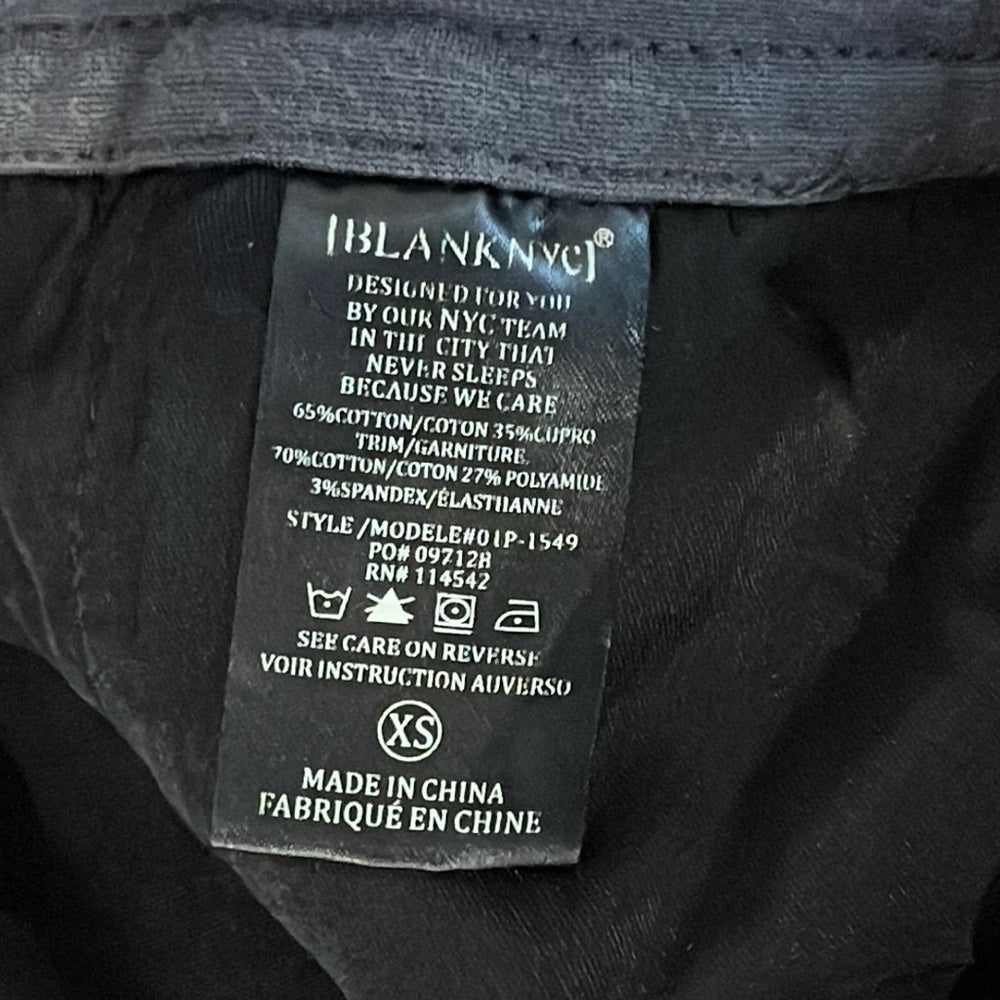 [BLANKNYC]®
DESIGNED FOR YOU
BY OUR NYC TEAM
IN THE CITY THAT
NEVER SLEEPS
BECAUSE WE CARE
65%COTTON/COTON 35%CUPRO
TRIM/GARNITURE
70%COTTON/COTON 27% POLYAMIDE
3%SPANDEX/ÉLASTHANNE
STYLE/MODELE#01P-1549
PO# 09712B
RN# 114542
SEE CARE ON REVERSE
VOIR INSTRUCTION AUVERSO
XS
MADE IN CHINA
FABRIQUÉ EN CHINE